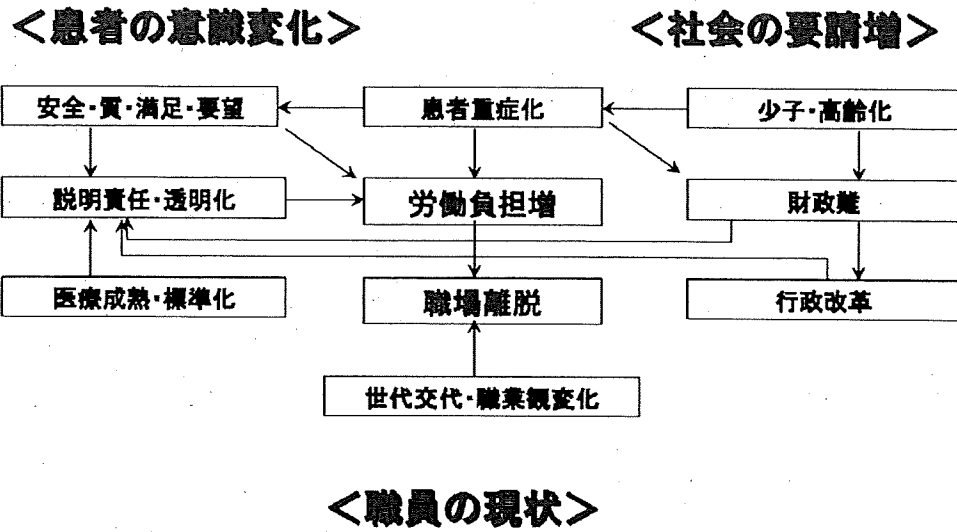 ＜患者の意識変化＞
＜社会の要請増＞
安全・質・満足・要望
患者重症化
少子・高齢化
説明責任・透明化
労働負担増
財政難
医療成熟・標準化
職場離脱
行政改革
世代交代・職業観変化
＜職員の現状＞